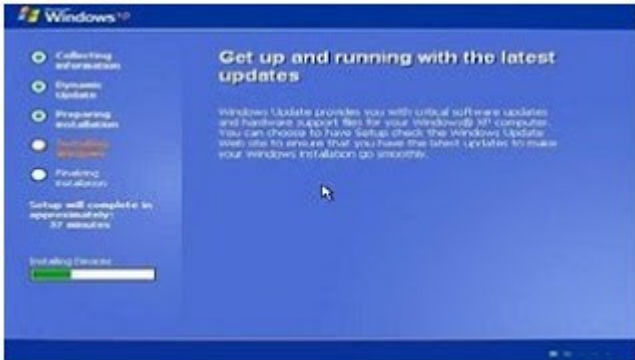 Windows xp
Collecting
information
Dynamic
Update
Preparing
installation
Installing
Windows
Finalizing
installation
Setup will complete in
approximately:
37 minutes
Installing Devices
Get up and running with the latest
updates
Windows Update provides you with critical software updates
and hardware support files for your Windows® XP computer.
You can choose to have Setup check the Windows Update
Web site to ensure that you have the latest updates to make
your Windows installation go smoothly.